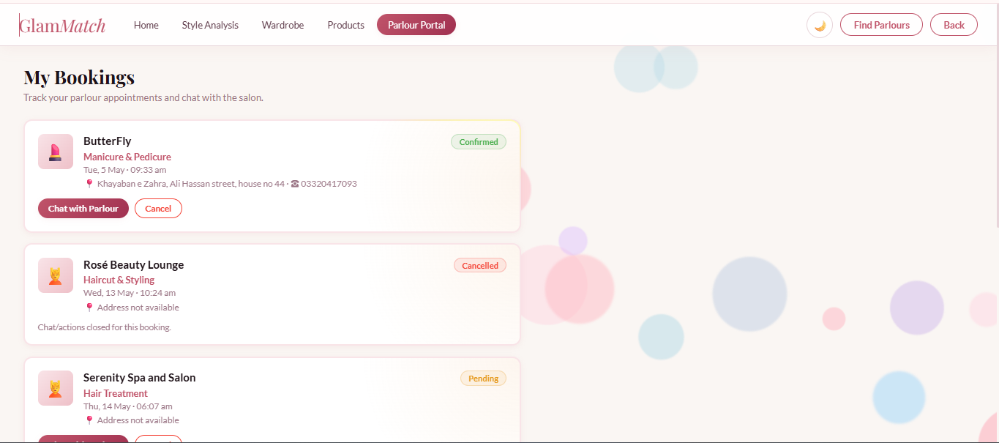 GlamMatch Home Style Analysis Wardrobe Products Parlour Portal Find Parlours Back
My Bookings
Track your parlour appointments and chat with the salon.
ButterFly Confirmed
Manicure & Pedicure
Tue, 5 May · 09:33 am
📍 Khayaban e Zahra, Ali Hassan street, house no 44 · ☎ 03320417093
Chat with Parlour Cancel
Rosé Beauty Lounge Cancelled
Haircut & Styling
Wed, 13 May · 10:24 am
📍 Address not available
Chat/actions closed for this booking.
Serenity Spa and Salon Pending
Hair Treatment
Thu, 14 May · 06:07 am
📍 Address not available